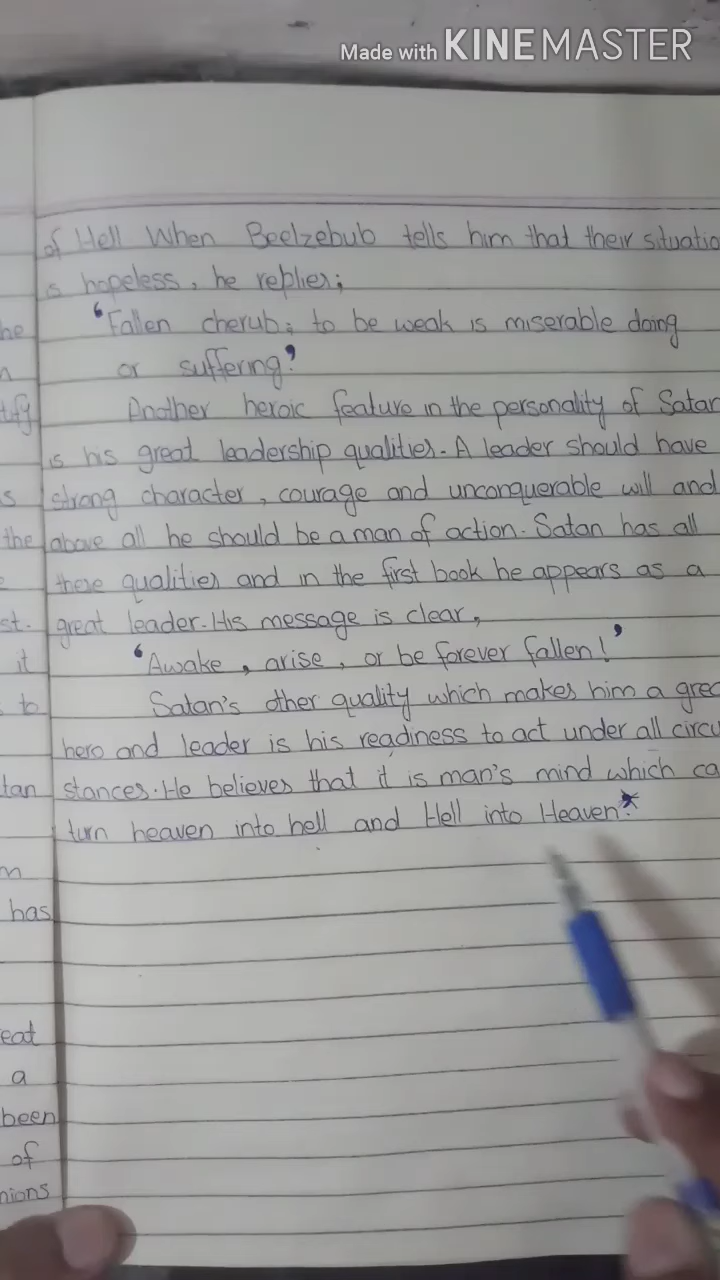 Made with KINEMASTER
of Hell When Beelzebub tells him that their situatio
is hopeless, he replies;
'Fallen cherub; to be weak is miserable doing
or suffering'
Another heroic feature in the personality of Satan
is his great leadership qualities. A leader should have
strong character, courage and unconquerable will and
above all he should be a man of action. Satan has all
these qualities and in the first book he appears as a
great leader. His message is clear,
'Awake, arise, or be forever fallen!'
Satan's other quality which makes him a grea
hero and leader is his readiness to act under all circu
stances. He believes that it is man's mind which ca
turn heaven into hell and Hell into Heaven.*
he
n
tify
s
the
e
st.
it
to
tan
m
has
eat
a
been
of
nions